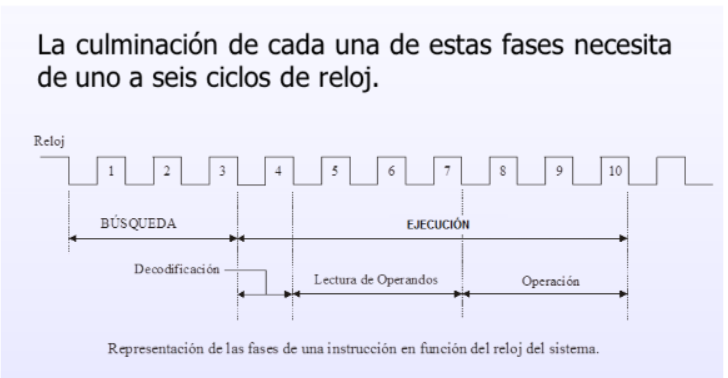 La culminación de cada una de estas fases necesita
de uno a seis ciclos de reloj.
Reloj
1 2 3 4 5 6 7 8 9 10
BÚSQUEDA EJECUCIÓN
Decodificación
Lectura de Operandos Operación
Representación de las fases de una instrucción en función del reloj del sistema.